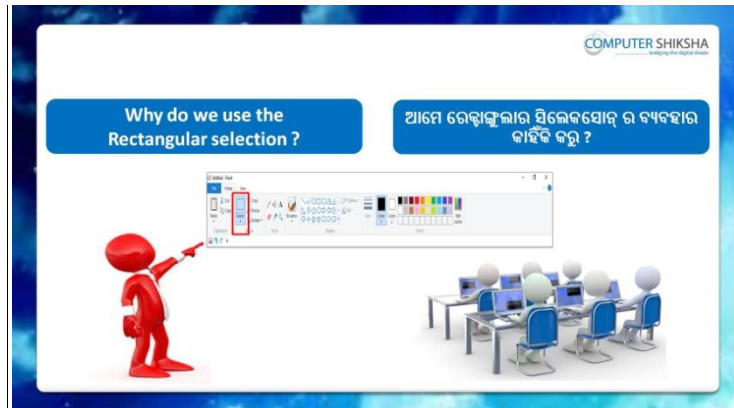 COMPUTER SHIKSHA
bridging the digital divide
Why do we use the
Rectangular selection ?
ଆମେ ରେକ୍ଟାଙ୍ଗୁଲାର ସିଲେକସୋନ୍ ର ବ୍ୟବହାର
କାହିଁକି କରୁ ?